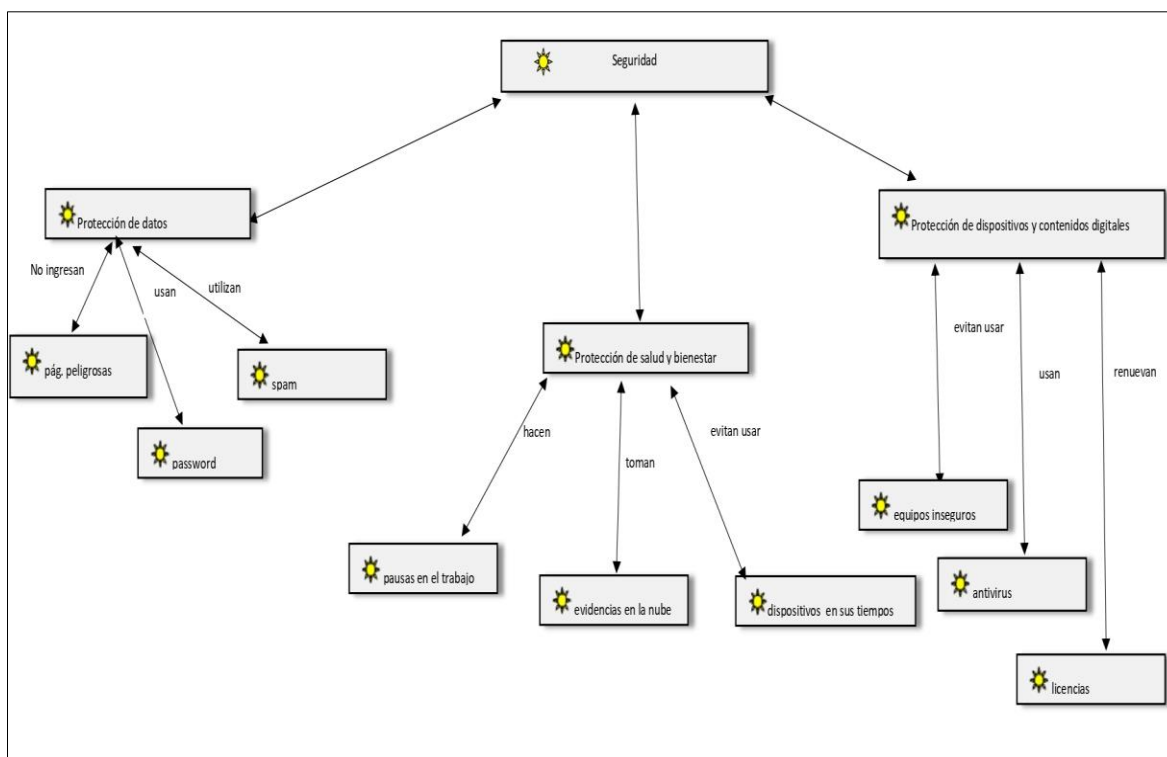 Seguridad
Protección de datos
Protección de dispositivos y contenidos digitales
No ingresan
usan
utilizan
pág. peligrosas
spam
password
Protección de salud y bienestar
hacen
toman
evitan usar
pausas en el trabajo
evidencias en la nube
dispositivos en sus tiempos
evitan usar
usan
renuevan
equipos inseguros
antivirus
licencias